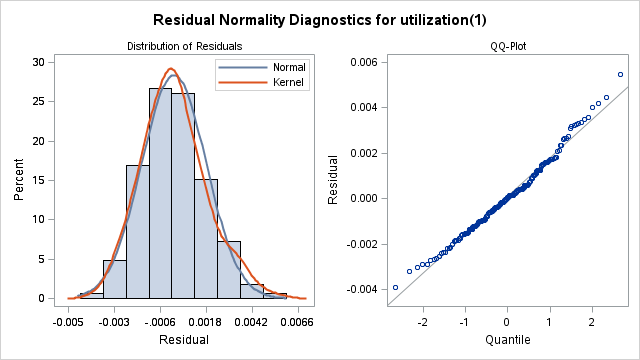 Residual Normality Diagnostics for utilization(1)
Distribution of Residuals
Normal
Kernel
30
25
20
15
10
5
0
Percent
-0.005 -0.003 -.0006 0.0018 0.0042 0.0066
Residual
QQ-Plot
0.006
0.004
0.002
0.000
-0.002
-0.004
Residual
-2 -1 0 1 2
Quantile